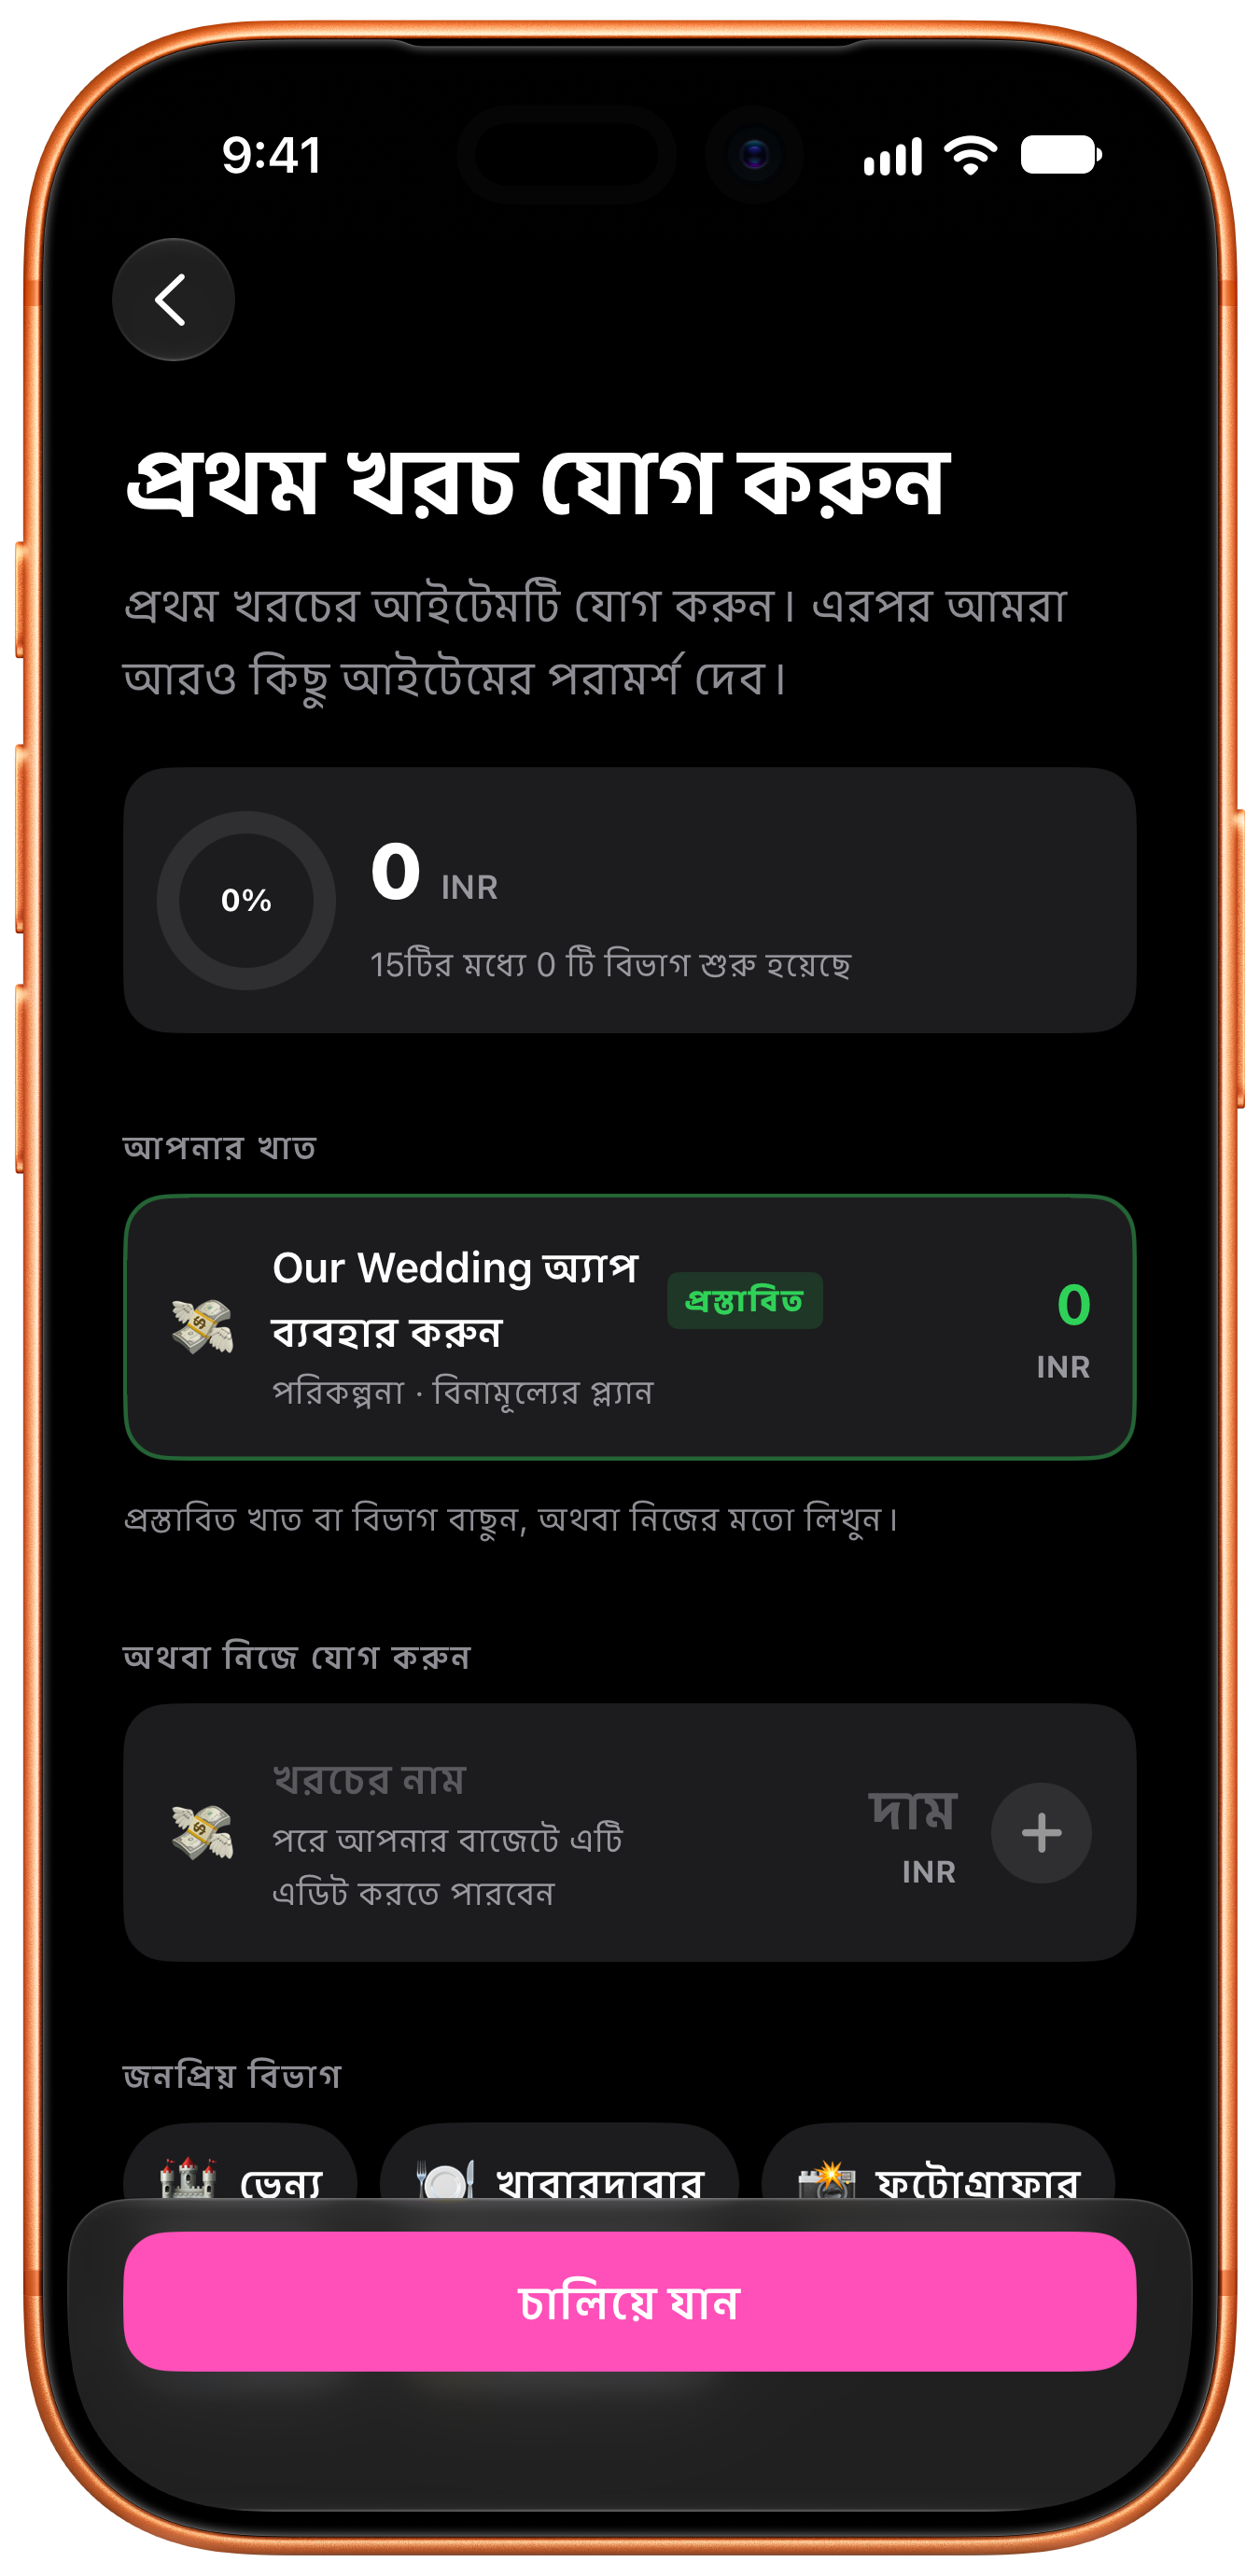 9:41
প্রথম খরচ যোগ করুন
প্রথম খরচের আইটেমটি যোগ করুন। এরপর আমরা
আরও কিছু আইটেমের পরামর্শ দেব।
0%
0 INR
15টির মধ্যে 0 টি বিভাগ শুরু হয়েছে
আপনার খাত
Our Wedding অ্যাপ
ব্যবহার করুন
প্রস্তাবিত
পরিকল্পনা · বিনামূল্যের প্ল্যান
0
INR
প্রস্তাবিত খাত বা বিভাগ বাছুন, অথবা নিজের মতো লিখুন।
অথবা নিজে যোগ করুন
খরচের নাম
পরে আপনার বাজেটে এটি
এডিট করতে পারবেন
দাম
INR
জনপ্রিয় বিভাগ
ভেন্যু
খাবারদাবার
ফটোগ্রাফার
চালিয়ে যান